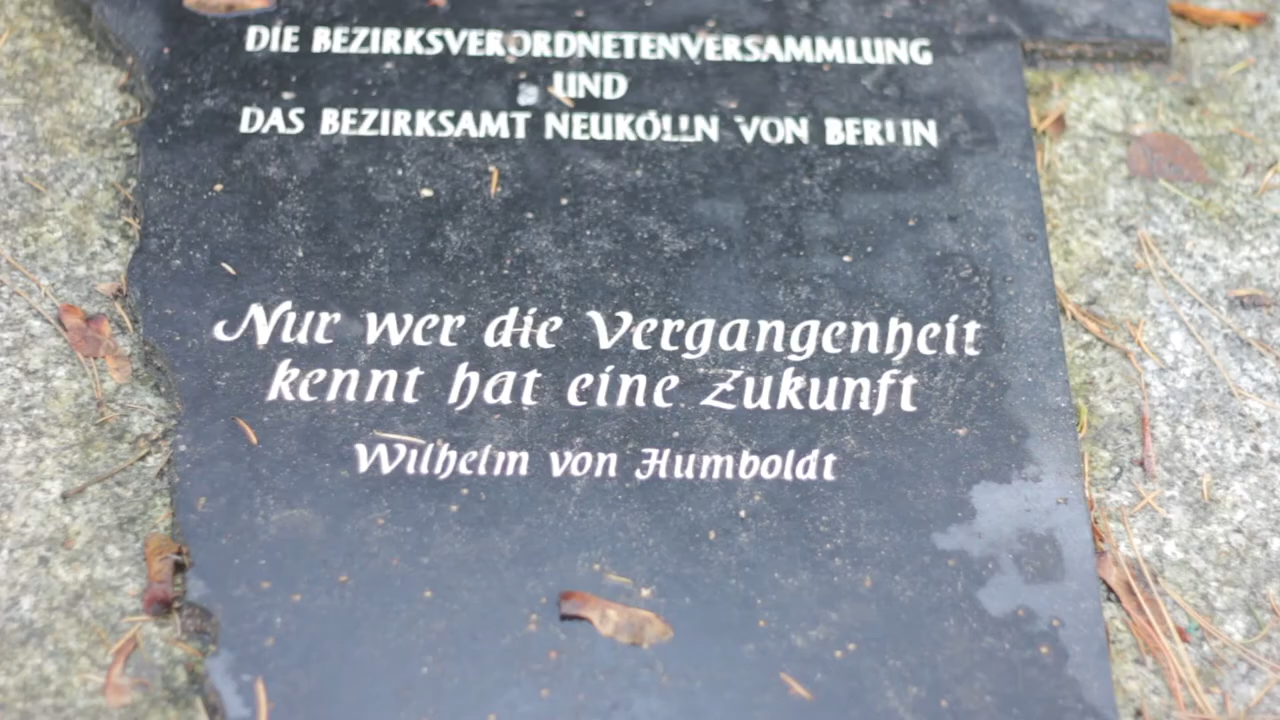 DIE BEZIRKSVERORDNETENVERSAMMLUNG
UND
DAS BEZIRKSAMT NEUKÖLLN VON BERLIN
Nur wer die Vergangenheit
kennt hat eine Zukunft
Wilhelm von Humboldt